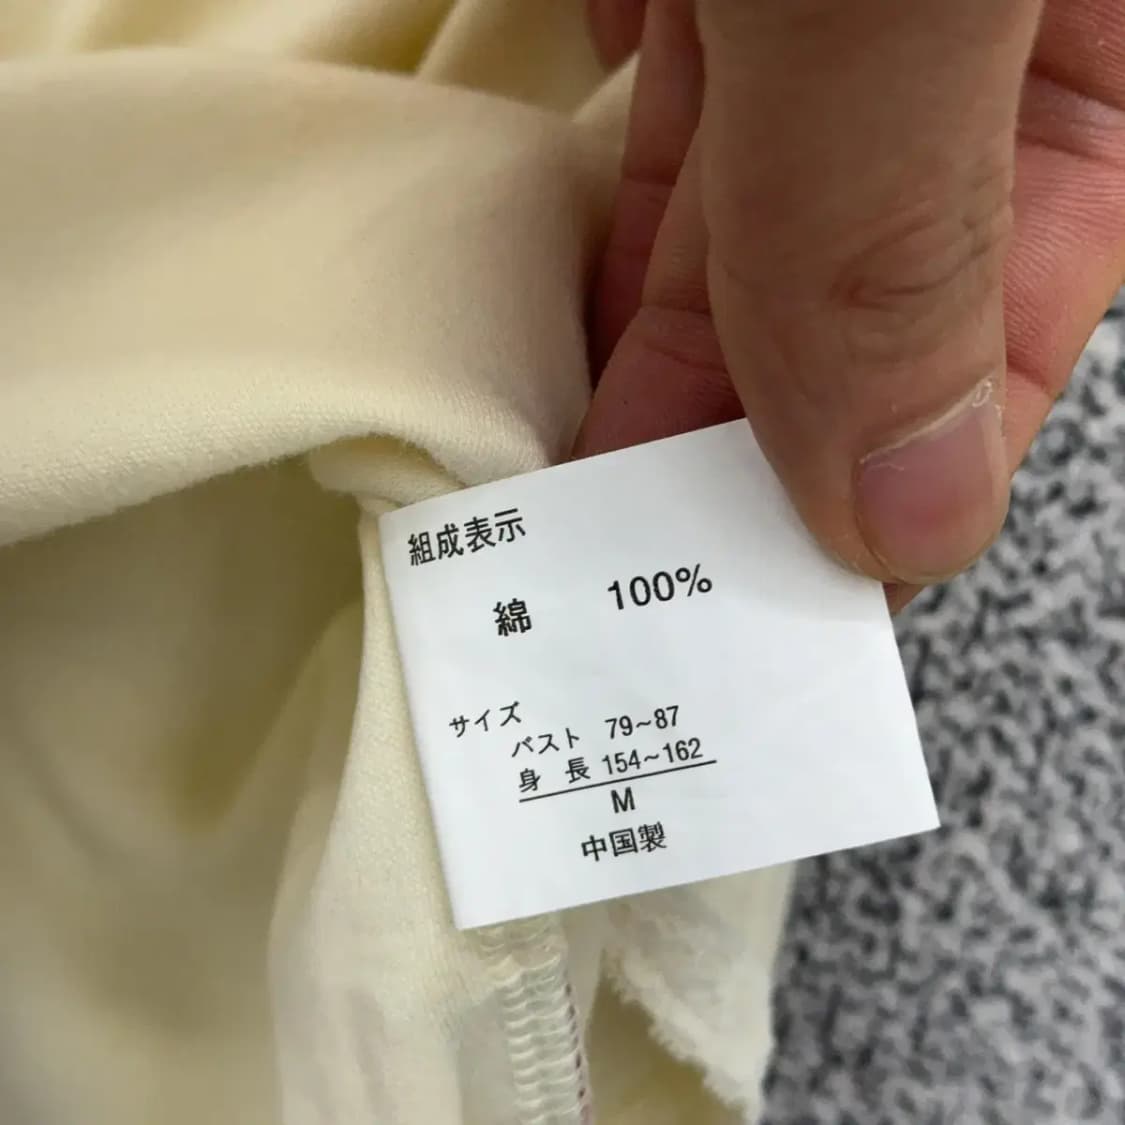 組成表示
綿 100%
サイズ
バスト 79~87
身 長 154~162
M
中国製